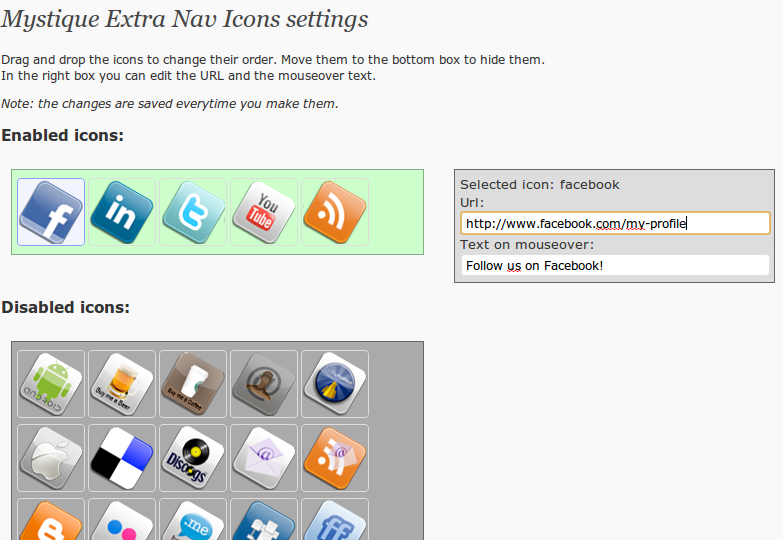 Mystique Extra Nav Icons settings
Drag and drop the icons to change their order. Move them to the bottom box to hide them.
In the right box you can edit the URL and the mouseover text.
Note: the changes are saved everytime you make them.
Enabled icons:
f
in
t
You
Tube
Selected icon: facebook
Url:
http://www.facebook.com/my-profile
Text on mouseover:
Follow us on Facebook!
Disabled icons:
ANDROID
Buy me a Beer
Buy me a Coffee
@
Discogs
@
@
.me
ff